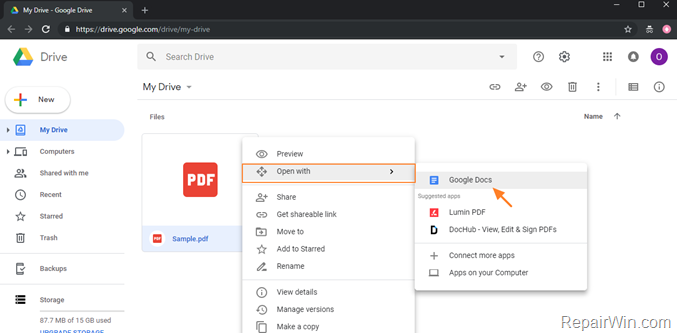 My Drive - Google Drive
https://drive.google.com/drive/my-drive
Drive
Search Drive
O
New
My Drive
My Drive
Computers
Shared with me
Recent
Starred
Trash
Backups
Storage
87.7 MB of 15 GB used
UPGRADE STORAGE
Files
Name
PDF
Sample.pdf
Preview
Open with
Share
Get shareable link
Move to
Add to Starred
Rename
View details
Manage versions
Make a copy
Google Docs
Suggested apps
Lumin PDF
D
DocHub - View, Edit & Sign PDFs
Connect more apps
Apps on your Computer
RepairWin.com